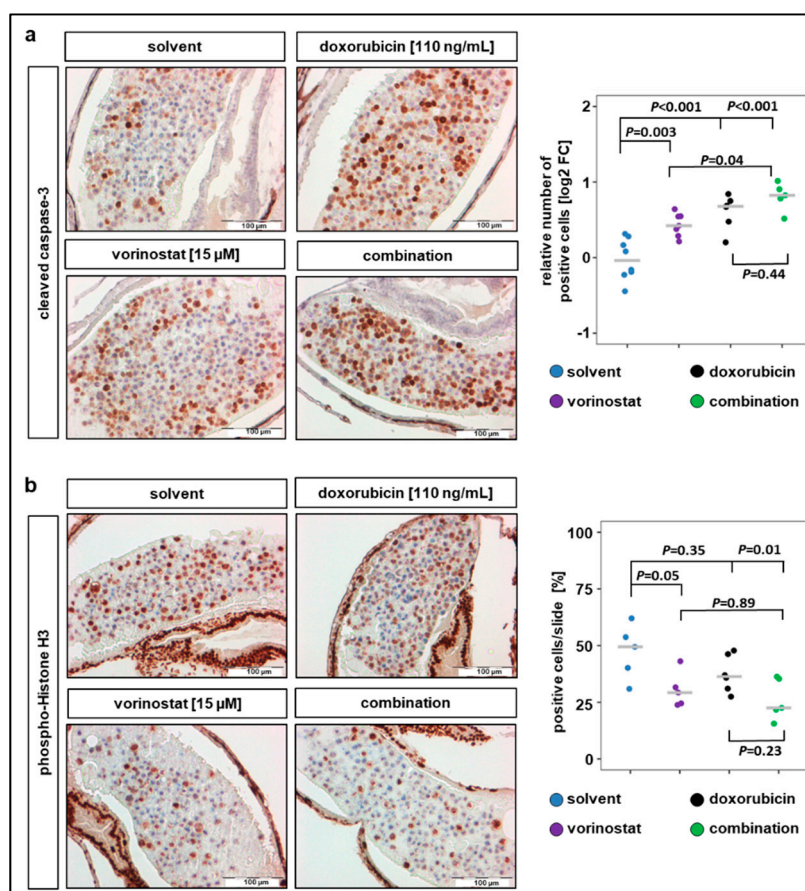 a
solvent
doxorubicin [110 ng/mL]
cleaved caspase-3
100 µm
100 µm
vorinostat [15 µM]
combination
100 µm
100 µm
relative number of
positive cells [log2 FC]
2
1
0
-1
P<0.001
P<0.001
P=0.003
P=0.04
P=0.44
solvent
doxorubicin
vorinostat
combination
b
solvent
doxorubicin [110 ng/mL]
phospho-Histone H3
100 µm
100 µm
vorinostat [15 µM]
combination
100 µm
100 µm
positive cells/slide [%]
100
75
50
25
0
P=0.35
P=0.01
P=0.05
P=0.89
P=0.23
solvent
doxorubicin
vorinostat
combination